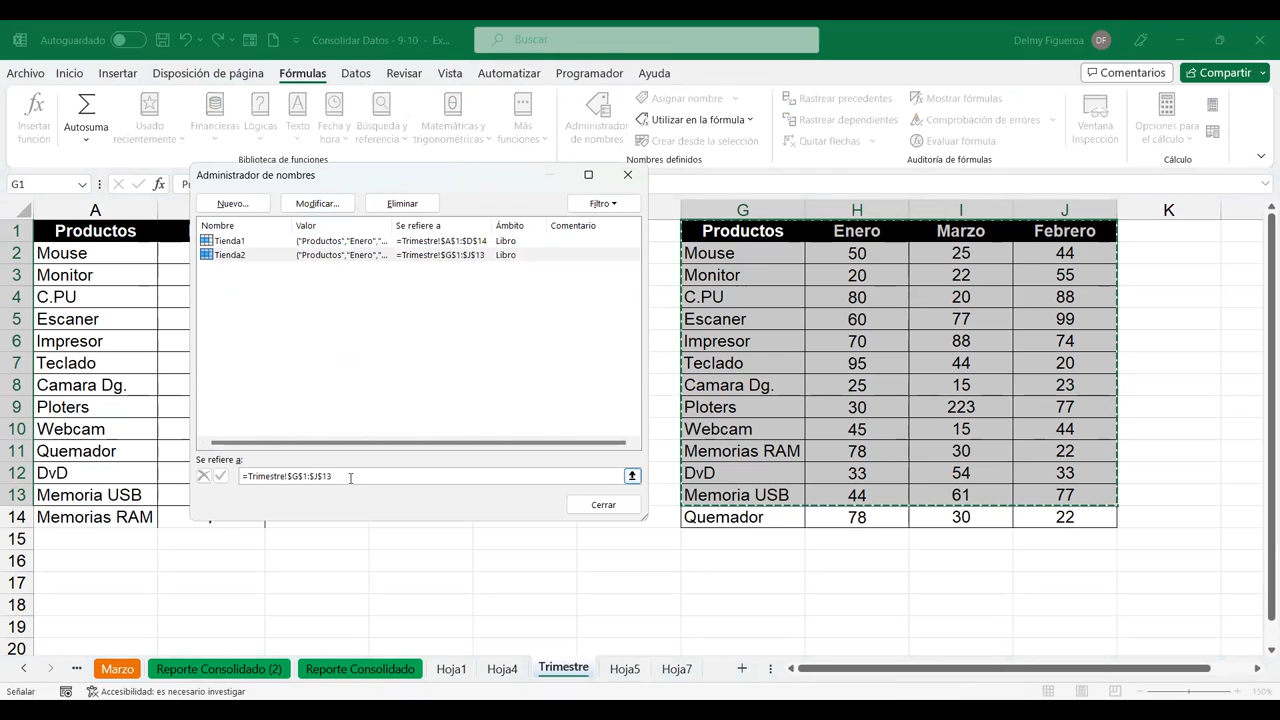 Autoguardado
Consolidar Datos - 9-10 - Ex...
Buscar
Delmy Figueroa
DF
Archivo Inicio Insertar Disposición de página Fórmulas Datos Revisar Vista Automatizar Programador Ayuda
Comentarios
Compartir
Insertar función
Autosuma
Usado recientemente
Financieras
Lógicas
Texto
Fecha y hora
Búsqueda y referencia
Matemáticas y trigonométricas
Más funciones
Biblioteca de funciones
Administrador de nombres
Asignar nombre
Utilizar en la fórmula
Crear desde la selección
Nombres definidos
Rastrear precedentes
Rastrear dependientes
Quitar flechas
Mostrar fórmulas
Comprobación de errores
Evaluar fórmula
Auditoría de fórmulas
Ventana Inspección
Opciones para el cálculo
Cálculo
G1
fx
Administrador de nombres
Nuevo...
Modificar...
Eliminar
Filtro
Nombre Valor Se refiere a Ámbito Comentario
Tienda1 {"Productos","Enero","... =Trimestre!$A$1:$D$14 Libro
Tienda2 {"Productos","Enero","... =Trimestre!$G$1:$J$13 Libro
Se refiere a:
=Trimestre!$G$1:$J$13
Cerrar
A G H I J K
1 Productos Productos Enero Marzo Febrero
2 Mouse Mouse 50 25 44
3 Monitor Monitor 20 22 55
4 C.PU C.PU 80 20 88
5 Escaner Escaner 60 77 99
6 Impresor Impresor 70 88 74
7 Teclado Teclado 95 44 20
8 Camara Dg. Camara Dg. 25 15 23
9 Ploters Ploters 30 223 77
10 Webcam Webcam 45 15 44
11 Quemador Memorias RAM 78 30 22
12 DvD DvD 33 54 33
13 Memoria USB Memoria USB 44 61 77
14 Memorias RAM Quemador 78 30 22
15
16
17
18
19
20
Marzo Reporte Consolidado (2) Reporte Consolidado Hoja1 Hoja4 Trimestre Hoja5 Hoja7
Señalar
Accesibilidad: es necesario investigar
150%